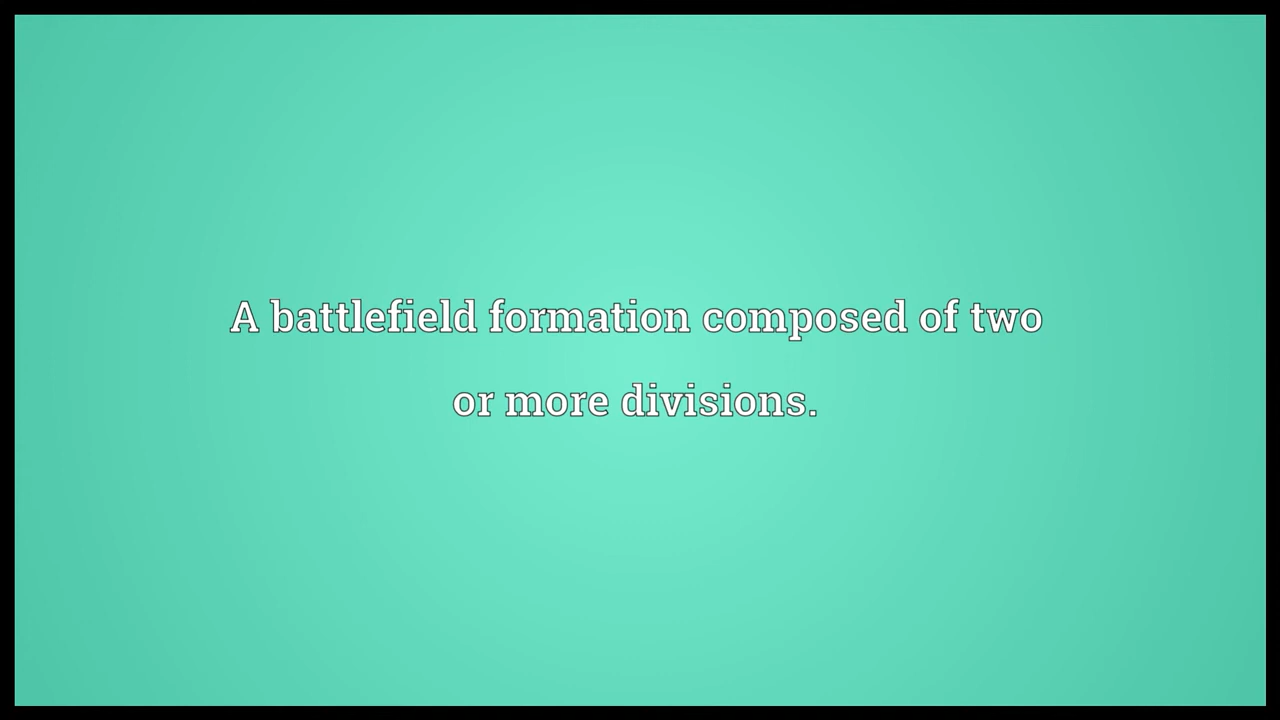 A battlefield formation composed of two
or more divisions.